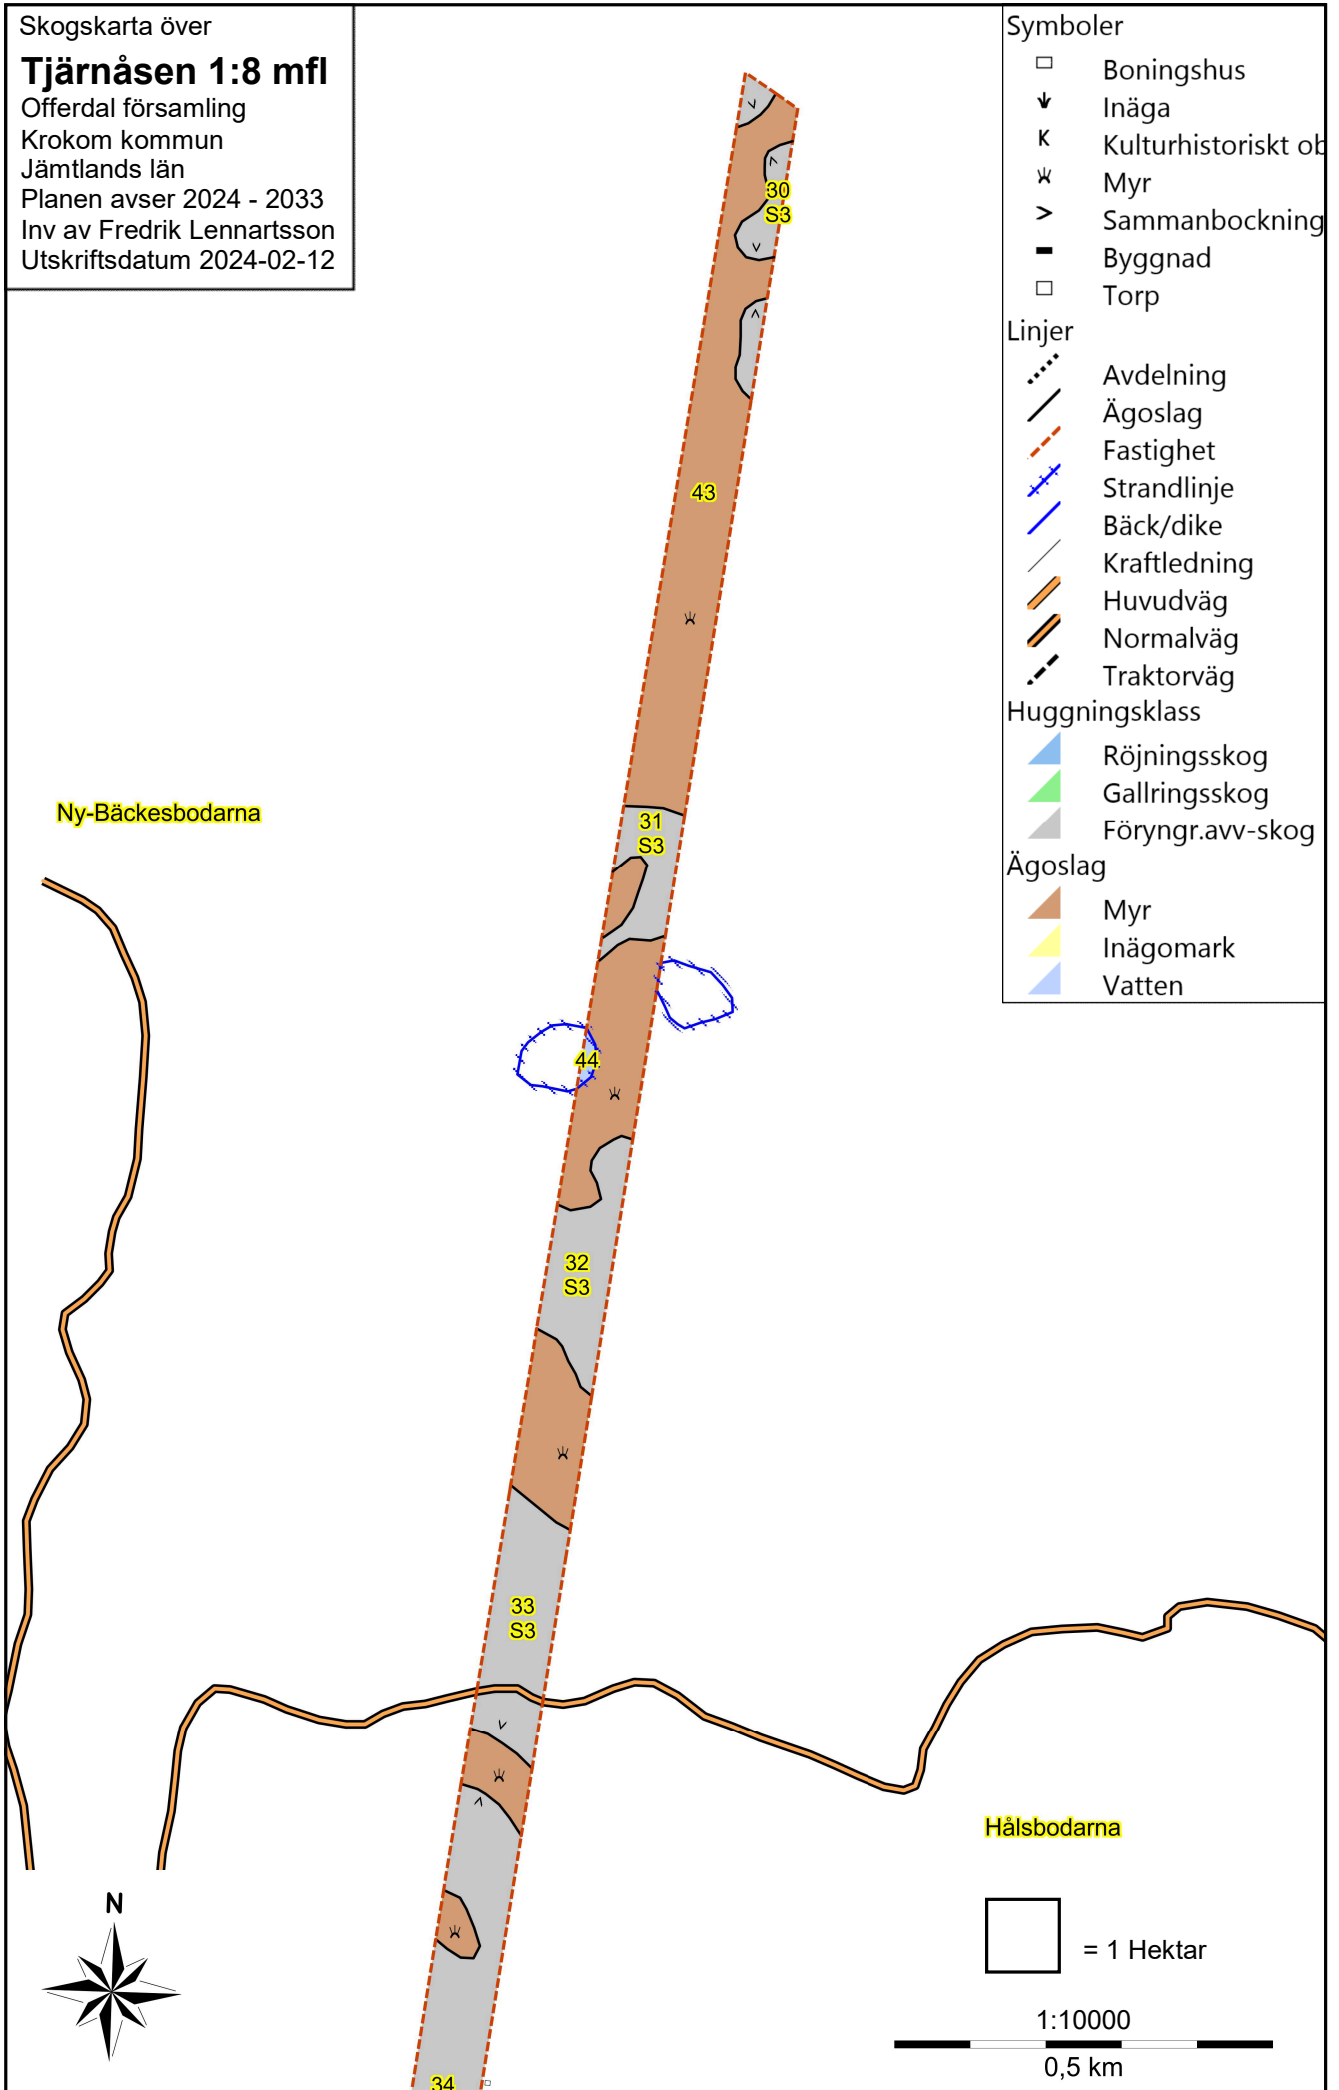 Skogskarta över
Tjärnåsen 1:8 mfl
Offerdal församling
Krokom kommun
Jämtlands län
Planen avser 2024 - 2033
Inv av Fredrik Lennartsson
Utskriftsdatum 2024-02-12
Symboler
Boningshus
Inäga
Kulturhistoriskt ob
Myr
Sammanbockning
Byggnad
Torp
Linjer
Avdelning
Ägoslag
Fastighet
Strandlinje
Bäck/dike
Kraftledning
Huvudväg
Normalväg
Traktorväg
Huggningsklass
Röjningsskog
Gallringsskog
Föryngr.avv-skog
Ägoslag
Myr
Inägomark
Vatten
30
S3
43
Ny-Bäckesbodarna
31
S3
44
32
S3
33
S3
Hålsbodarna
N
= 1 Hektar
1:10000
0,5 km
34